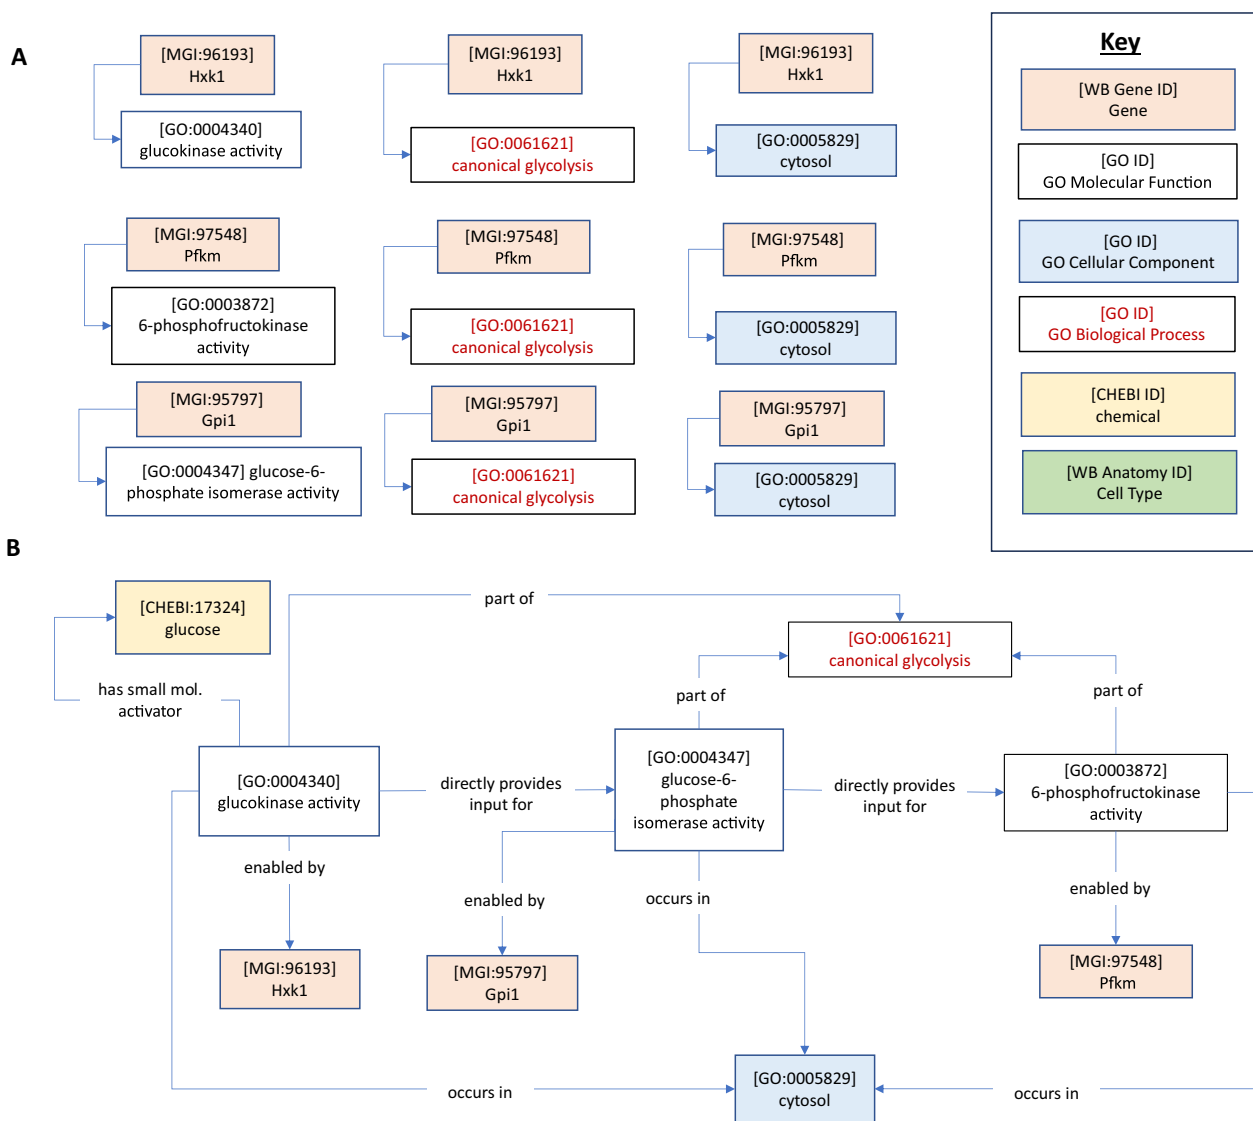 A
[MGI:96193]
Hxk1
[GO:0004340]
glucokinase activity
[MGI:96193]
Hxk1
[GO:0061621]
canonical glycolysis
[MGI:96193]
Hxk1
[GO:0005829]
cytosol
[MGI:97548]
Pfkm
[GO:0003872]
6-phosphofructokinase
activity
[MGI:97548]
Pfkm
[GO:0061621]
canonical glycolysis
[MGI:97548]
Pfkm
[GO:0005829]
cytosol
[MGI:95797]
Gpi1
[GO:0004347] glucose-6-
phosphate isomerase activity
[MGI:95797]
Gpi1
[GO:0061621]
canonical glycolysis
[MGI:95797]
Gpi1
[GO:0005829]
cytosol
Key
[WB Gene ID]
Gene
[GO ID]
GO Molecular Function
[GO ID]
GO Cellular Component
[GO ID]
GO Biological Process
[CHEBI ID]
chemical
[WB Anatomy ID]
Cell Type
B
[CHEBI:17324]
glucose
part of
[GO:0061621]
canonical glycolysis
has small mol.
activator
part of
part of
[GO:0004340]
glucokinase activity
directly provides
input for
[GO:0004347]
glucose-6-
phosphate
isomerase activity
directly provides
input for
[GO:0003872]
6-phosphofructokinase
activity
enabled by
enabled by
occurs in
enabled by
[MGI:96193]
Hxk1
[MGI:95797]
Gpi1
[MGI:97548]
Pfkm
occurs in
[GO:0005829]
cytosol
occurs in